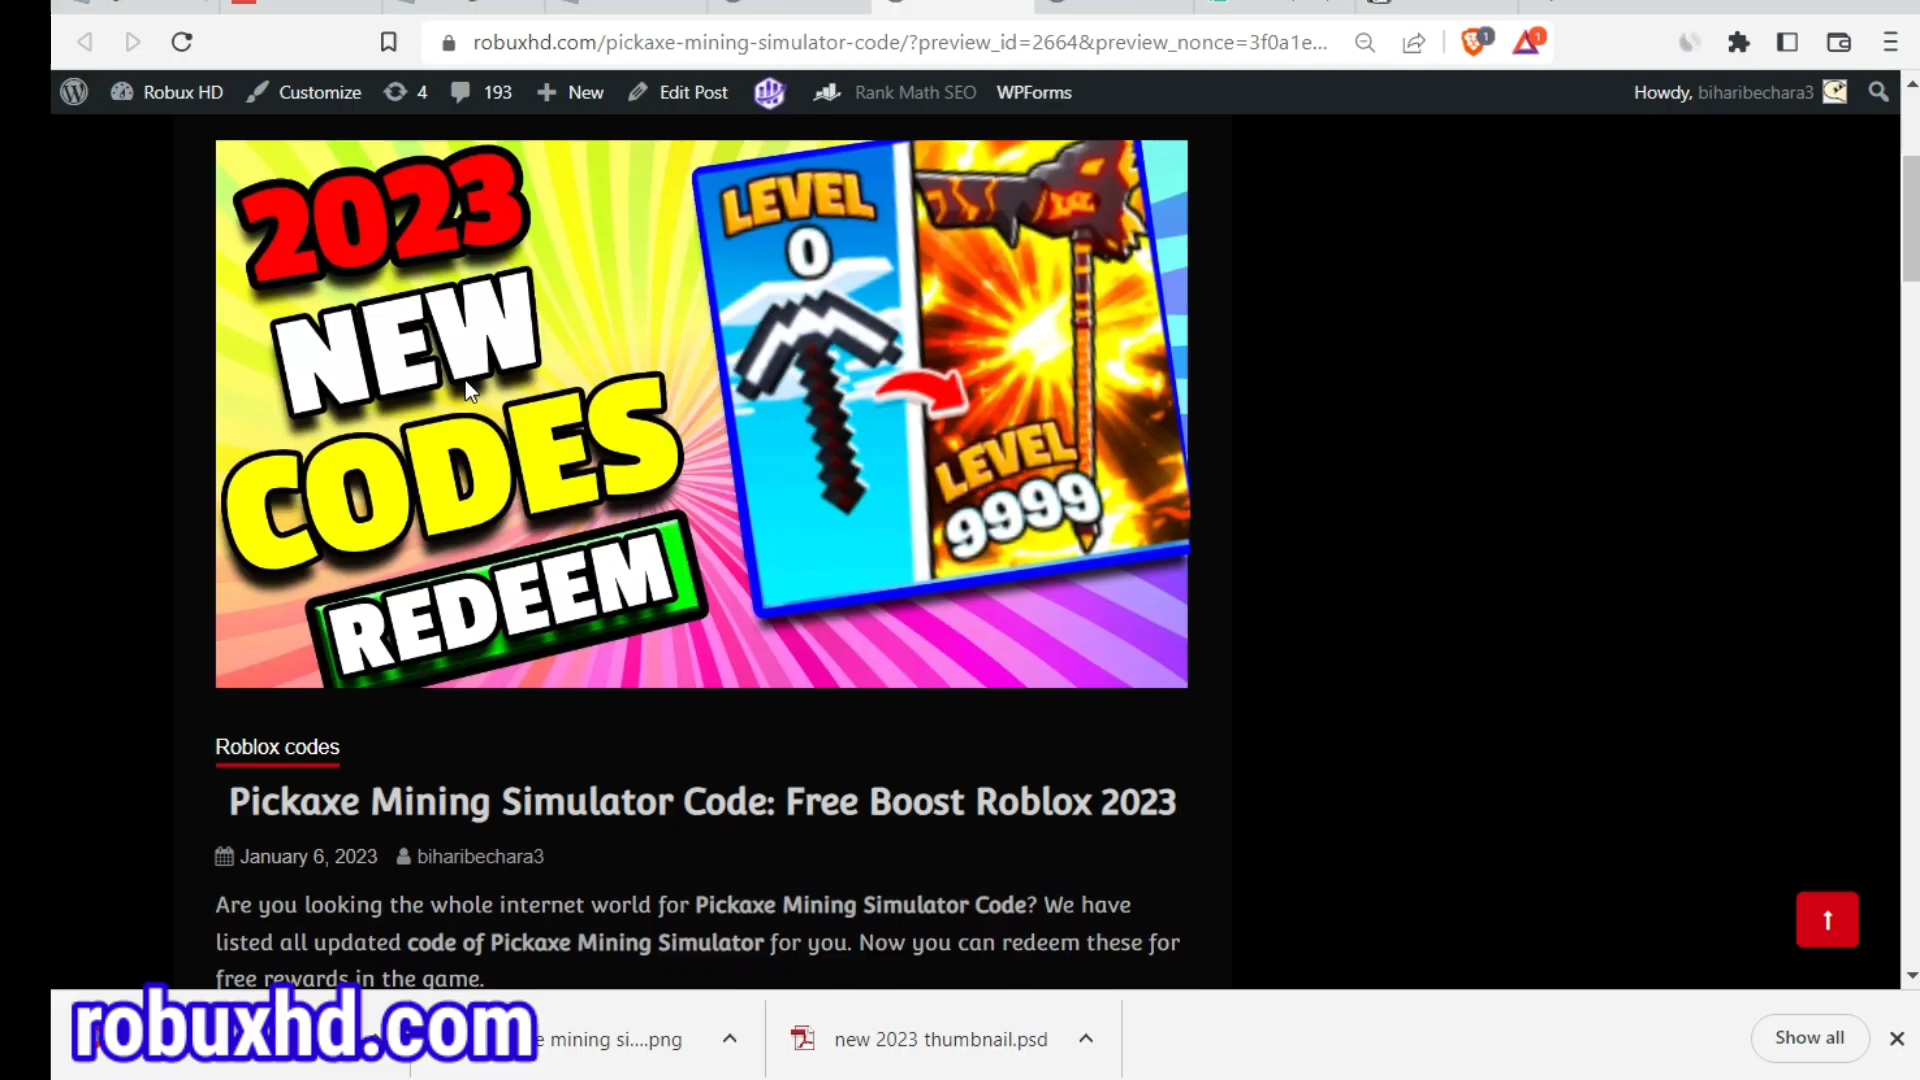 robuxhd.com/pickaxe-mining-simulator-code/?preview_id=2664&preview_nonce=3f0a1e...
1
1
Robux HD
Customize
4
193
New
Edit Post
Rank Math SEO
WPForms
Howdy, biharibechara3
2023
NEW
CODES
REDEEM
LEVEL
0
LEVEL
9999
Roblox codes
Pickaxe Mining Simulator Code: Free Boost Roblox 2023
January 6, 2023
biharibechara3
Are you looking the whole internet world for Pickaxe Mining Simulator Code? We have
listed all updated code of Pickaxe Mining Simulator for you. Now you can redeem these for
free rewards in the game.
robuxhd.com
mining si....png
new 2023 thumbnail.psd
Show all